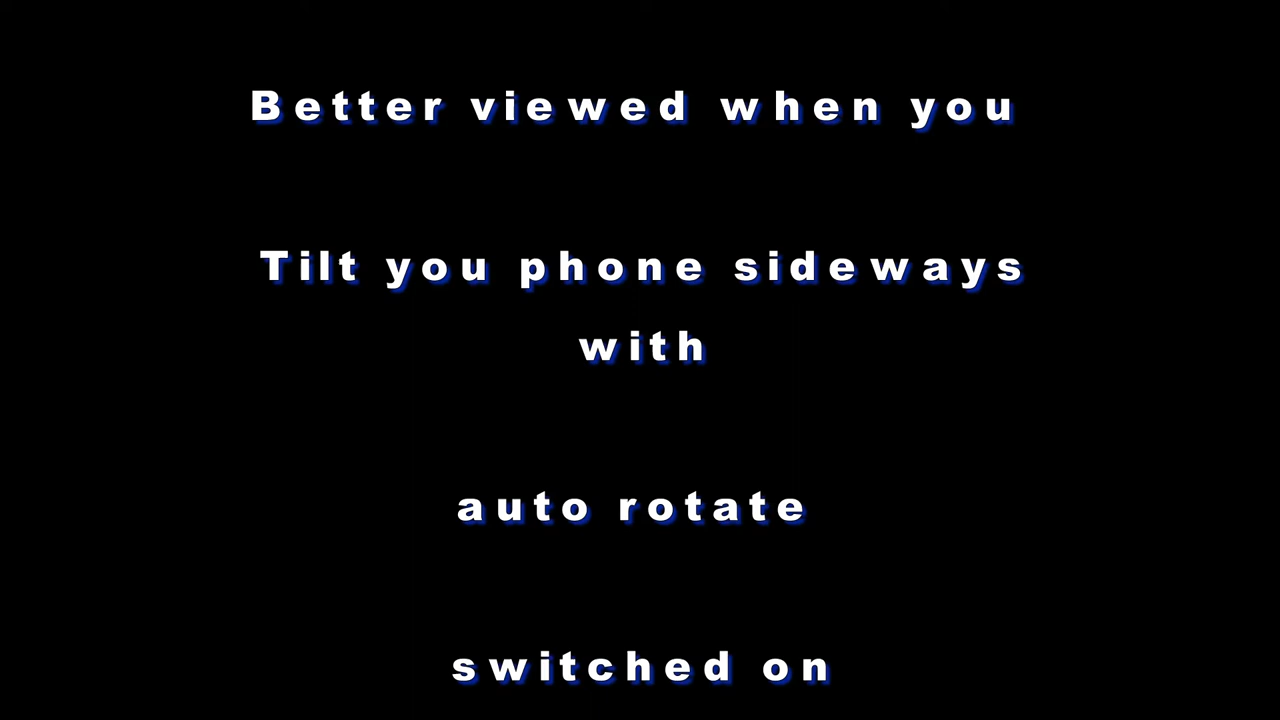 Better viewed when you
Tilt you phone sideways
with
auto rotate
switched on